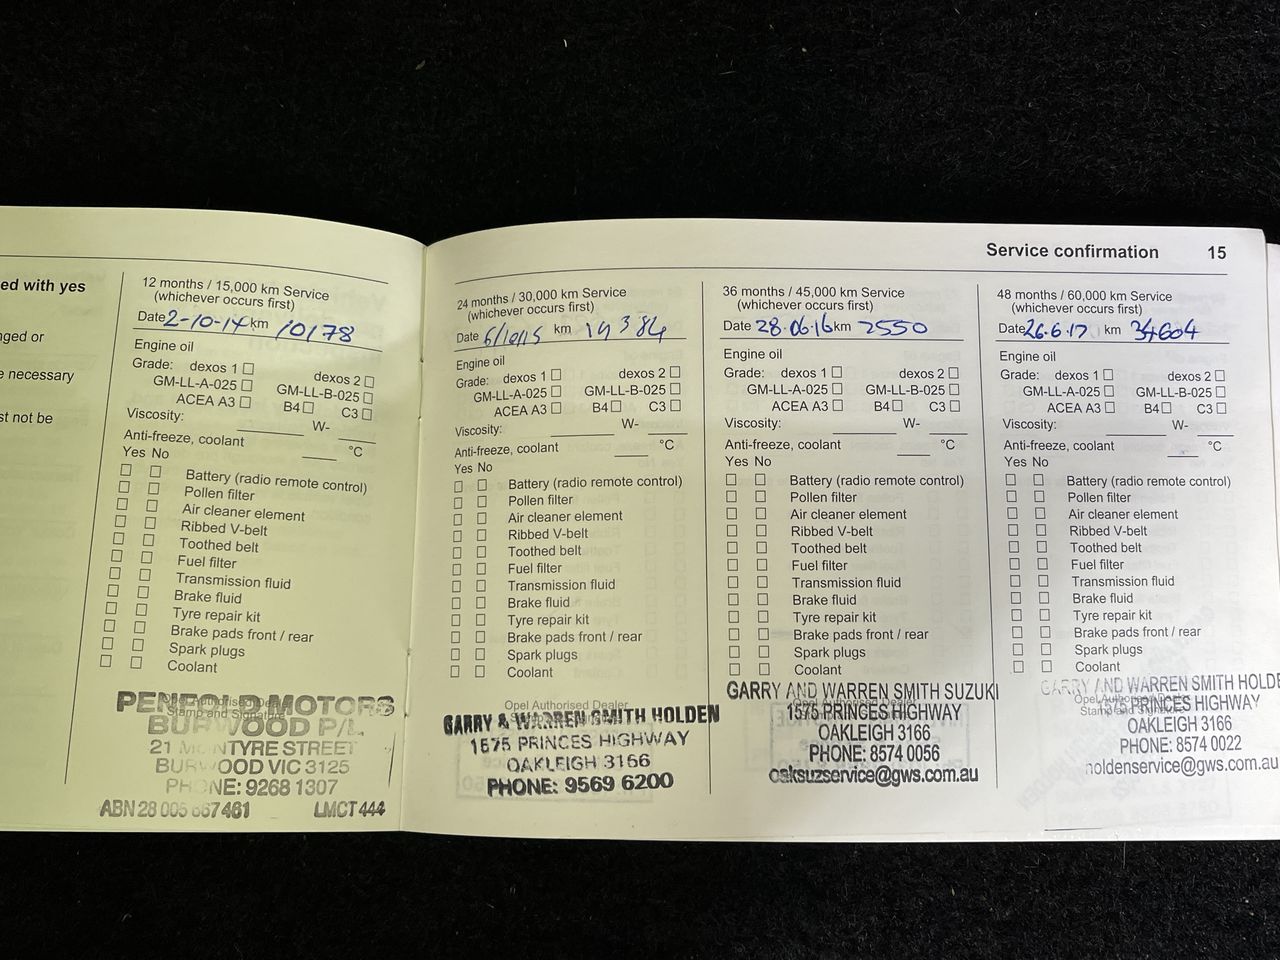 Service confirmation 15
ed with yes
nged or
e necessary
st not be
12 months / 15,000 km Service
(whichever occurs first)
Date 2-10-14 km 10178
Engine oil
Grade: dexos 1 dexos 2
GM-LL-A-025 GM-LL-B-025
ACEA A3 B4 C3
Viscosity: W-
Anti-freeze, coolant °C
Yes No
Battery (radio remote control)
Pollen filter
Air cleaner element
Ribbed V-belt
Toothed belt
Fuel filter
Transmission fluid
Brake fluid
Tyre repair kit
Brake pads front / rear
Spark plugs
Coolant
Opel Authorised Dealer
Stamp and Signature
PENFOLD MOTORS
BURWOOD P/L
21 McINTYRE STREET
BURWOOD VIC 3125
PHONE: 9268 1307
ABN 28 005 667 461 LMCT 444
24 months / 30,000 km Service
(whichever occurs first)
Date 6/10/15 km 19384
Engine oil
Grade: dexos 1 dexos 2
GM-LL-A-025 GM-LL-B-025
ACEA A3 B4 C3
Viscosity: W-
Anti-freeze, coolant °C
Yes No
Battery (radio remote control)
Pollen filter
Air cleaner element
Ribbed V-belt
Toothed belt
Fuel filter
Transmission fluid
Brake fluid
Tyre repair kit
Brake pads front / rear
Spark plugs
Coolant
Opel Authorised Dealer
GARRY & WARREN SMITH HOLDEN
1575 PRINCES HIGHWAY
OAKLEIGH 3166
PHONE: 9569 6200
36 months / 45,000 km Service
(whichever occurs first)
Date 28.06.16 km 2550
Engine oil
Grade: dexos 1 dexos 2
GM-LL-A-025 GM-LL-B-025
ACEA A3 B4 C3
Viscosity: W-
Anti-freeze, coolant °C
Yes No
Battery (radio remote control)
Pollen filter
Air cleaner element
Ribbed V-belt
Toothed belt
Fuel filter
Transmission fluid
Brake fluid
Tyre repair kit
Brake pads front / rear
Spark plugs
Coolant
GARRY AND WARREN SMITH SUZUKI
1575 PRINCES HIGHWAY
OAKLEIGH 3166
PHONE: 8574 0056
oaksuzservice@gws.com.au
48 months / 60,000 km Service
(whichever occurs first)
Date 26.6.17 km 34604
Engine oil
Grade: dexos 1 dexos 2
GM-LL-A-025 GM-LL-B-025
ACEA A3 B4 C3
Viscosity: W-
Anti-freeze, coolant °C
Yes No
Battery (radio remote control)
Pollen filter
Air cleaner element
Ribbed V-belt
Toothed belt
Fuel filter
Transmission fluid
Brake fluid
Tyre repair kit
Brake pads front / rear
Spark plugs
Coolant
Opel Authorised Dealer
Stamp and Signature
GARRY AND WARREN SMITH HOLDE
1575 PRINCES HIGHWAY
OAKLEIGH 3166
PHONE: 8574 0022
holdenservice@gws.com.au